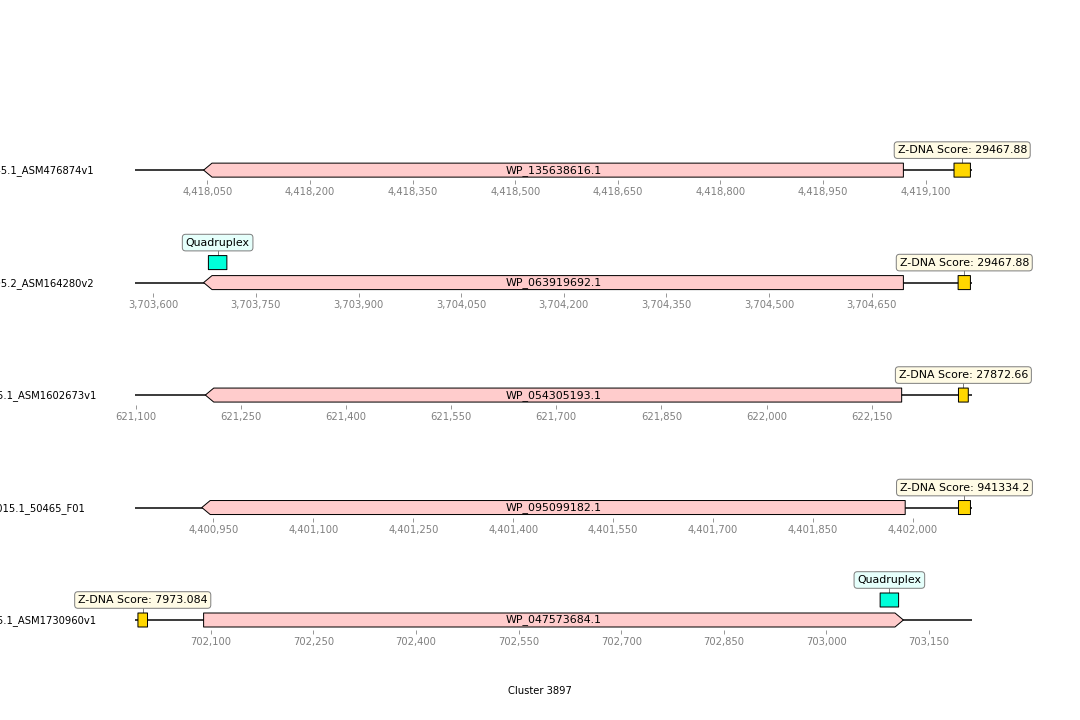 Z-DNA Score: 29467.88
5.1_ASM476874v1
WP_135638616.1
4,418,050 4,418,200 4,418,350 4,418,500 4,418,650 4,418,800 4,418,950 4,419,100
Quadruplex
Z-DNA Score: 29467.88
5.2_ASM164280v2
WP_063919692.1
3,703,600 3,703,750 3,703,900 3,704,050 3,704,200 3,704,350 3,704,500 3,704,650
Z-DNA Score: 27872.66
5.1_ASM1602673v1
WP_054305193.1
621,100 621,250 621,400 621,550 621,700 621,850 622,000 622,150
Z-DNA Score: 941334.2
015.1_50465_F01
WP_095099182.1
4,400,950 4,401,100 4,401,250 4,401,400 4,401,550 4,401,700 4,401,850 4,402,000
Quadruplex
Z-DNA Score: 7973.084
5.1_ASM1730960v1
WP_047573684.1
702,100 702,250 702,400 702,550 702,700 702,850 703,000 703,150
Cluster 3897